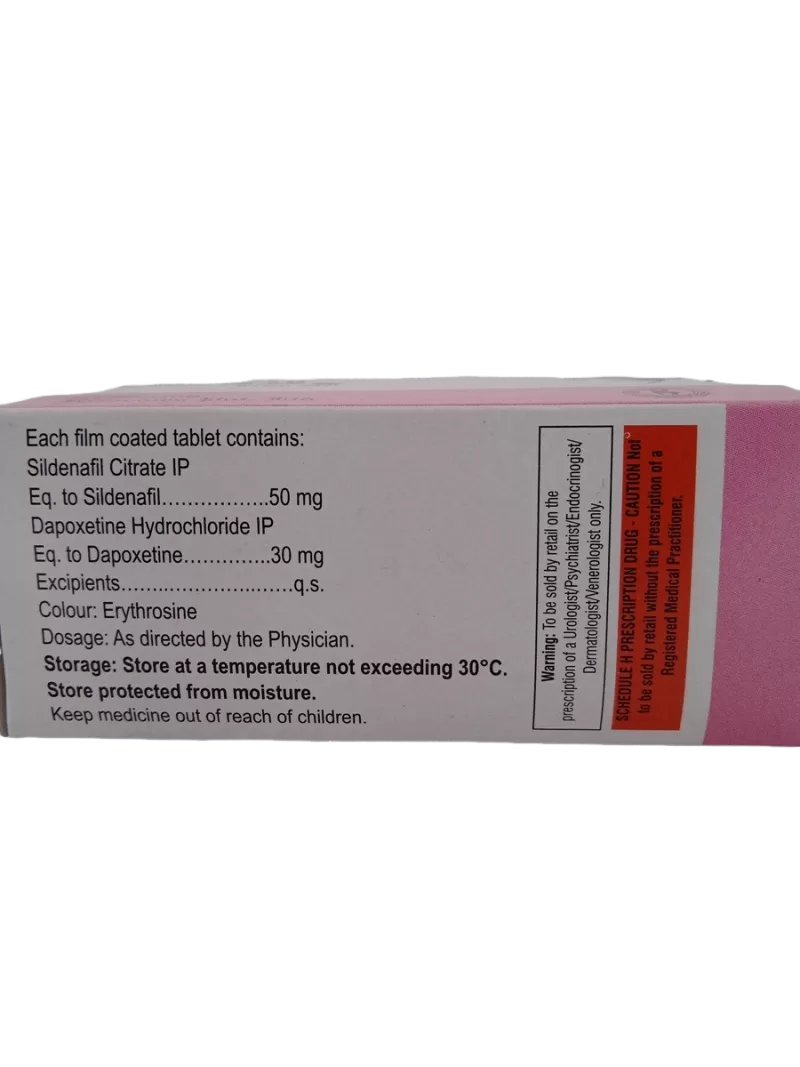 Each film coated tablet contains:
Sildenafil Citrate IP
Eq. to Sildenafil.................50 mg
Dapoxetine Hydrochloride IP
Eq. to Dapoxetine..............30 mg
Excipients...........................q.s.
Colour: Erythrosine
Dosage: As directed by the Physician.
Storage: Store at a temperature not exceeding 30°C.
Store protected from moisture.
Keep medicine out of reach of children.
Warning: To be sold by retail on the
prescription of a Urologist/Psychiatrist/Endocrinogist/
Dermatologist/Venerologist only.
SCHEDULE H PRESCRIPTION DRUG - CAUTION Not
to be sold by retail without the prescription of a
Registered Medical Practitioner.